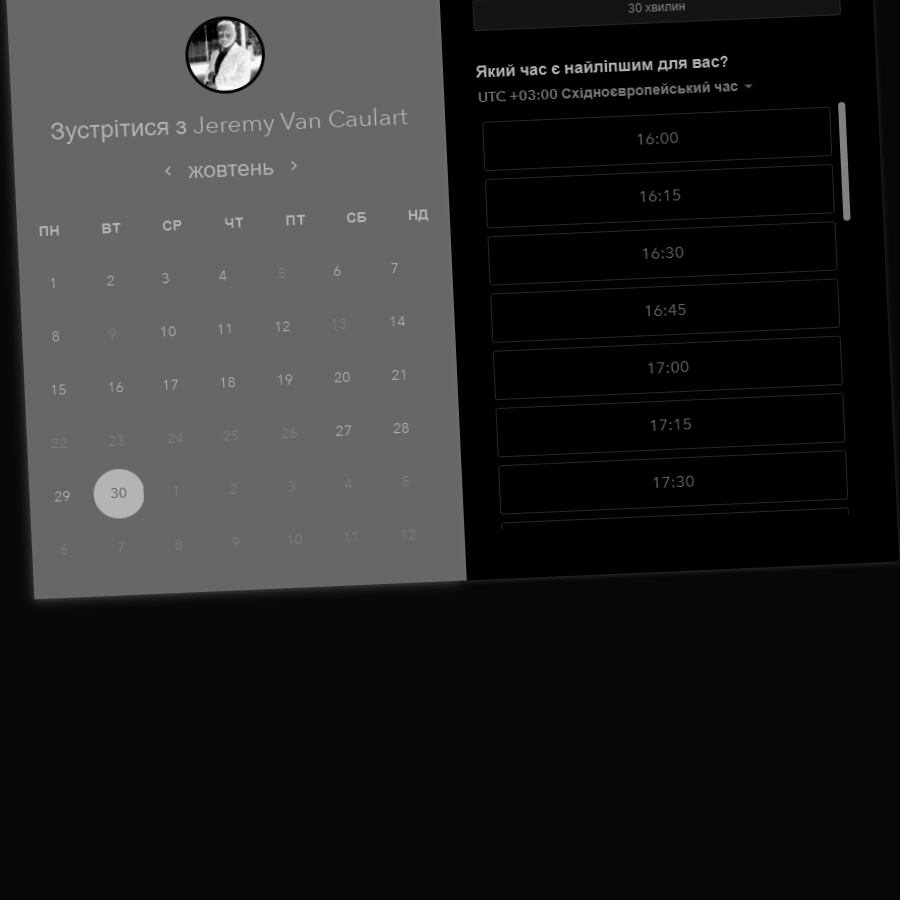 Зустрітися з Jeremy Van Caulart
жовтень
ПН ВТ СР ЧТ ПТ СБ НД
1 2 3 4 5 6 7
8 9 10 11 12 13 14
15 16 17 18 19 20 21
22 23 24 25 26 27 28
29 30 1 2 3 4 5
6 7 8 9 10 11 12
30 хвилин
Який час є найліпшим для вас?
UTC +03:00 Східноєвропейський час
16:00
16:15
16:30
16:45
17:00
17:15
17:30